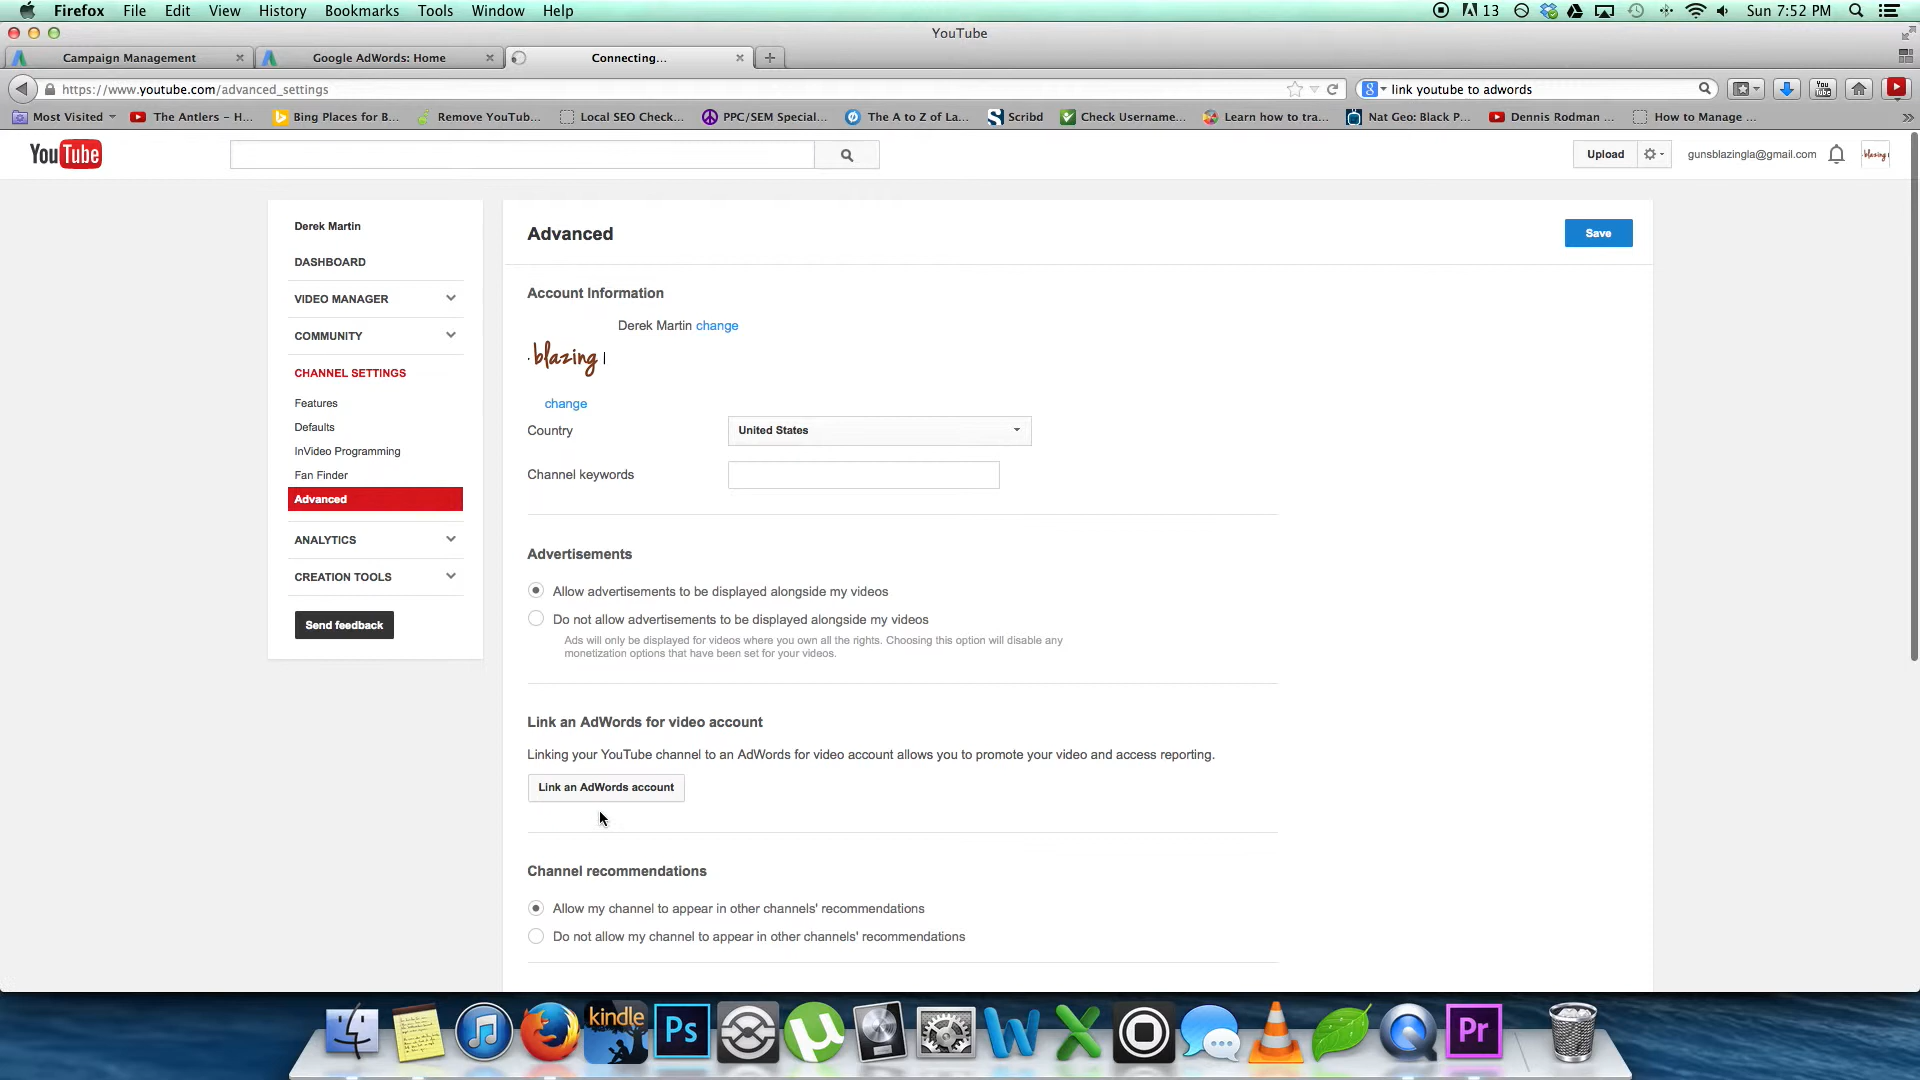 Firefox File Edit View History Bookmarks Tools Window Help 13 Sun 7:52 PM
YouTube
Campaign Management Google AdWords: Home Connecting...
https://www.youtube.com/advanced_settings link youtube to adwords
Most Visited The Antlers – H... Bing Places for B... Remove YouTub... Local SEO Check... PPC/SEM Special... The A to Z of La... Scribd Check Username... Learn how to tra... Nat Geo: Black P... Dennis Rodman ... How to Manage ...
YouTube Upload gunsblazingla@gmail.com blazing
Derek Martin
DASHBOARD
VIDEO MANAGER
COMMUNITY
CHANNEL SETTINGS
Features
Defaults
InVideo Programming
Fan Finder
Advanced
ANALYTICS
CREATION TOOLS
Send feedback
Advanced Save
Account Information
Derek Martin change
blazing
change
Country United States
Channel keywords
Advertisements
Allow advertisements to be displayed alongside my videos
Do not allow advertisements to be displayed alongside my videos
Ads will only be displayed for videos where you own all the rights. Choosing this option will disable any
monetization options that have been set for your videos.
Link an AdWords for video account
Linking your YouTube channel to an AdWords for video account allows you to promote your video and access reporting.
Link an AdWords account
Channel recommendations
Allow my channel to appear in other channels' recommendations
Do not allow my channel to appear in other channels' recommendations
kindle Ps W X Pr